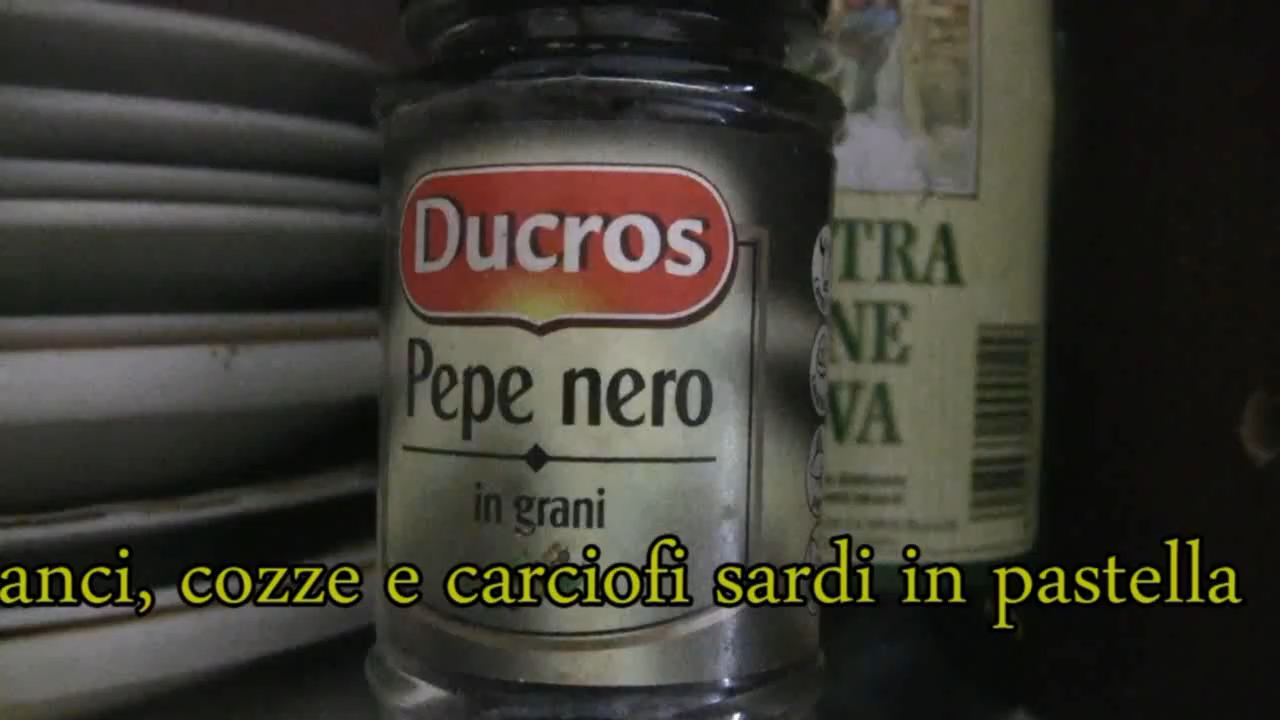 Ducros
Pepe nero
in grani
TRA
NE
VA
anci, cozze e carciofi sardi in pastella